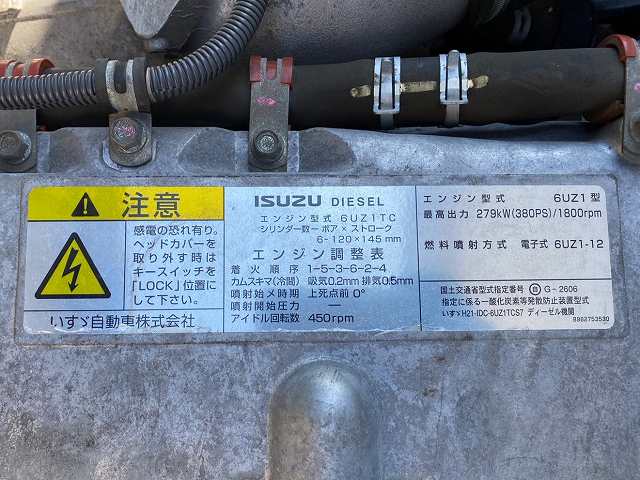 注意
感電の恐れ有り。
ヘッドカバーを
取り外す時は
キースイッチを
「LOCK」位置に
して下さい。
いすゞ自動車株式会社
ISUZU DIESEL
エンジン型式 6UZ1TC
シリンダー数ー ボア × ストローク
6-120×145mm
エンジン調整表
着火順序 1-5-3-6-2-4
カムスキマ(冷間) 吸気0.2mm 排気0.5mm
噴射始メ時期 上死点前 0°
噴射開始圧力 ー
アイドル回転数 450rpm
エンジン型式 6UZ1型
最高出力 279kW(380PS)/1800rpm
燃料噴射方式 電子式 6UZ1-12
国土交通省型式指定番号 G-2606
指定に係る一酸化炭素等発散防止装置型式
いすゞH21-IDC-6UZ1TCS7 ディーゼル機関
8982753530